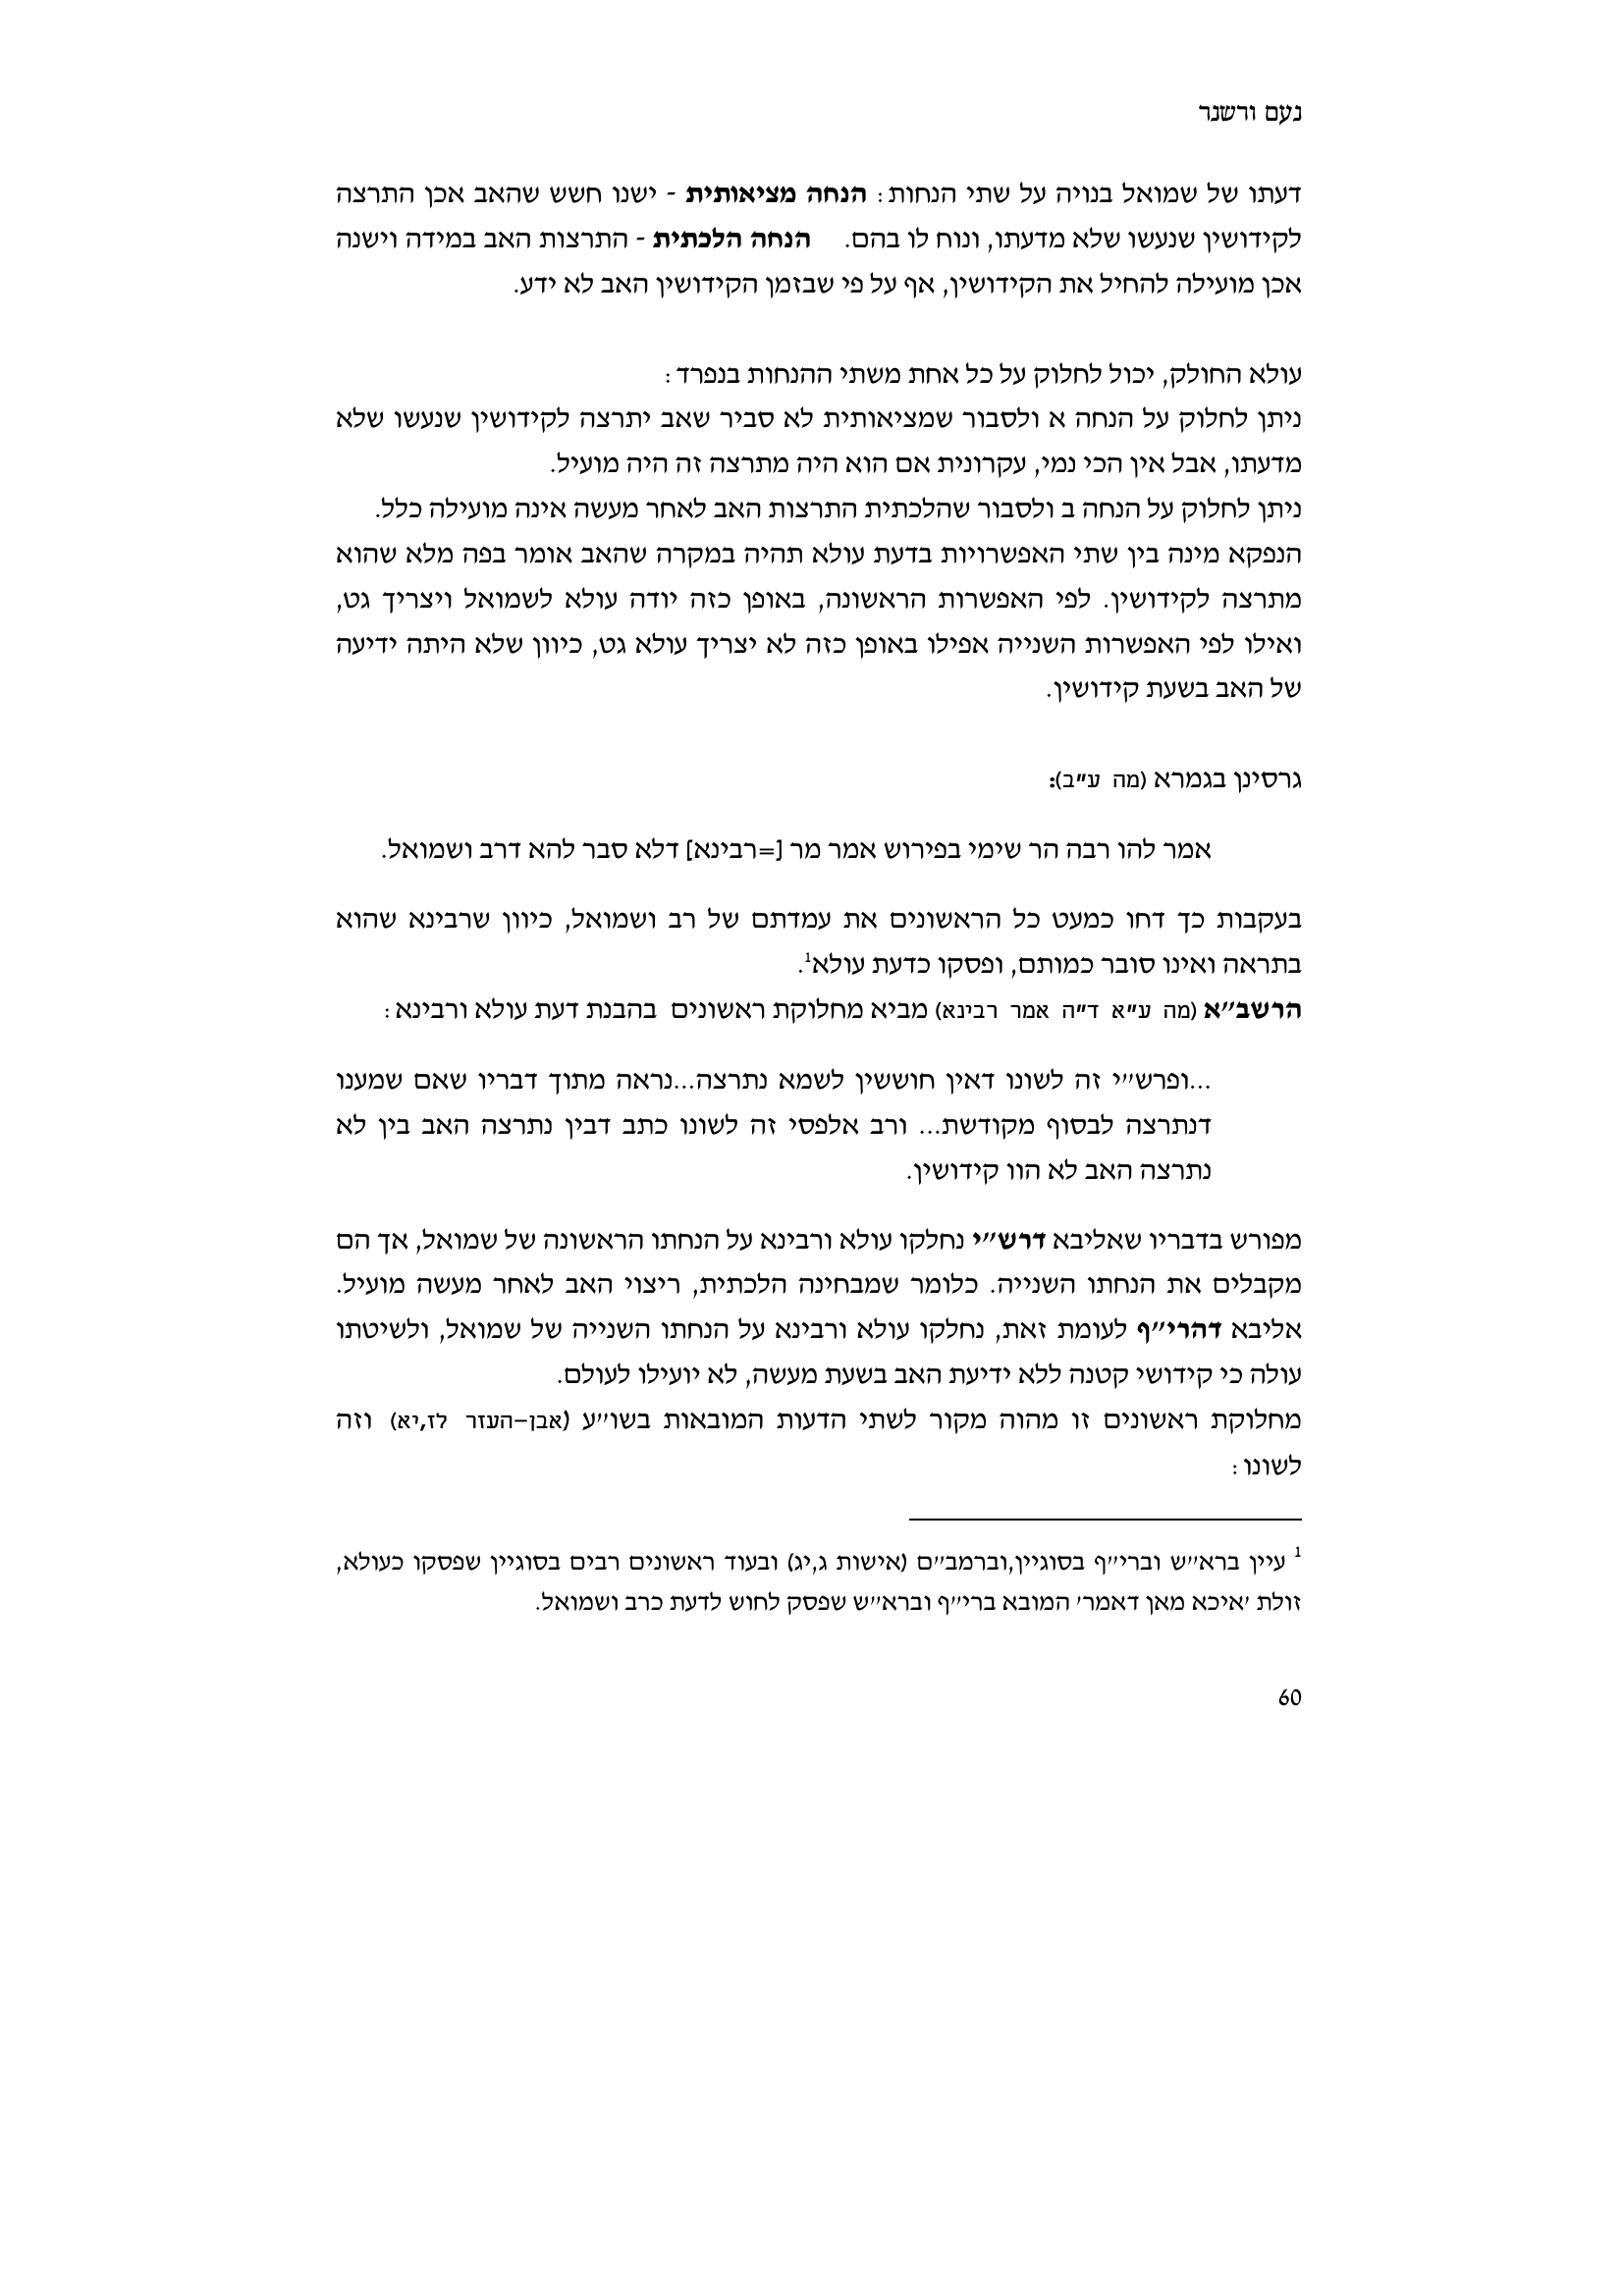 נעם ורשנר
דעתו של שמואל בנויה על שתי הנחות: הנחה מציאותית - ישנו חשש שהאב אכן התרצה
לקידושין שנעשו שלא מדעתו, ונוח לו בהם. הנחה הלכתית - התרצות האב במידה וישנה
אכן מועילה להחיל את הקידושין, אף על פי שבזמן הקידושין האב לא ידע.
עולא החולק, יכול לחלוק על כל אחת משתי ההנחות בנפרד:
ניתן לחלוק על הנחה א ולסבור שמציאותית לא סביר שאב יתרצה לקידושין שנעשו שלא
מדעתו, אבל אין הכי נמי, עקרונית אם הוא היה מתרצה זה היה מועיל.
ניתן לחלוק על הנחה ב ולסבור שהלכתית התרצות האב לאחר מעשה אינה מועילה כלל.
הנפקא מינה בין שתי האפשרויות בדעת עולא תהיה במקרה שהאב אומר בפה מלא שהוא
מתרצה לקידושין. לפי האפשרות הראשונה, באופן כזה יודה עולא לשמואל ויצריך גט,
ואילו לפי האפשרות השנייה אפילו באופן כזה לא יצריך עולא גט, כיוון שלא היתה ידיעה
של האב בשעת קידושין.
גרסינן בגמרא (מה ע"ב):
אמר להו רבה הר שימי בפירוש אמר מר [=רבינא] דלא סבר להא דרב ושמואל.
בעקבות כך דחו כמעט כל הראשונים את עמדתם של רב ושמואל, כיוון שרבינא שהוא
בתראה ואינו סובר כמותם, ופסקו כדעת עולא1.
הרשב"א (מה ע"א ד"ה אמר רבינא) מביא מחלוקת ראשונים בהבנת דעת עולא ורבינא:
...ופרש"י זה לשונו דאין חוששין לשמא נתרצה...נראה מתוך דבריו שאם שמענו
דנתרצה לבסוף מקודשת... ורב אלפסי זה לשונו כתב דבין נתרצה האב בין לא
נתרצה האב לא הוו קידושין.
מפורש בדבריו שאליבא דרש"י נחלקו עולא ורבינא על הנחתו הראשונה של שמואל, אך הם
מקבלים את הנחתו השנייה. כלומר שמבחינה הלכתית, ריצוי האב לאחר מעשה מועיל.
אליבא דהרי"ף לעומת זאת, נחלקו עולא ורבינא על הנחתו השנייה של שמואל, ולשיטתו
עולה כי קידושי קטנה ללא ידיעת האב בשעת מעשה, לא יועילו לעולם.
מחלוקת ראשונים זו מהוה מקור לשתי הדעות המובאות בשו"ע (אבן–העזר לז,יא) וזה
לשונו:
1 עיין ברא"ש וברי"ף בסוגיין,וברמב"ם (אישות ג,יג) ובעוד ראשונים רבים בסוגיין שפסקו כעולא,
זולת 'איכא מאן דאמר' המובא ברי"ף וברא"ש שפסק לחוש לדעת כרב ושמואל.
60